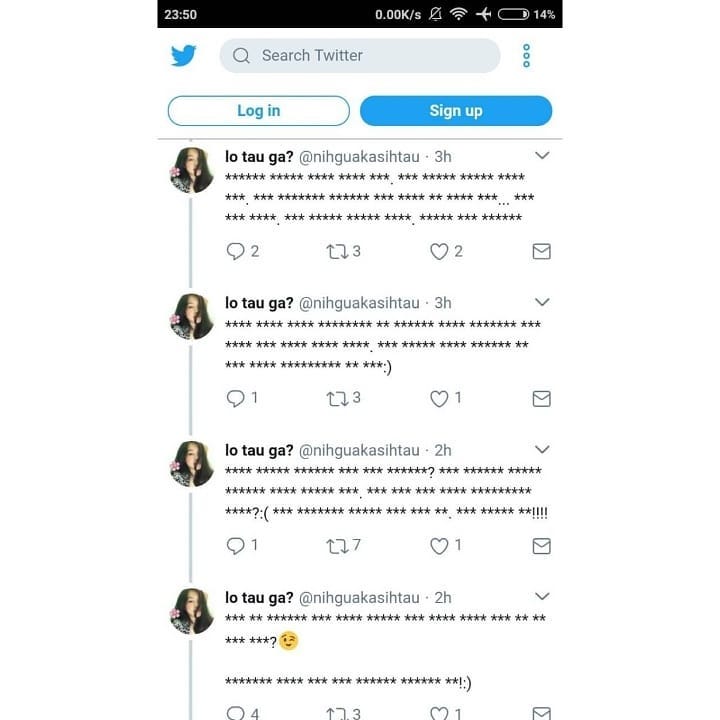 23:50 0.00K/s 14%
Search Twitter
Log in Sign up
lo tau ga? @nihguakasihtau · 3h
****** ***** **** **** ***. *** ***** ***** ****
***. *** ******* ****** *** **** ** **** ***... ***
*** ****. *** ***** ***** ****. ***** *** ******
2 3 2
lo tau ga? @nihguakasihtau · 3h
**** **** **** ******** ** ****** **** ******* ***
**** *** **** **** ****. *** ***** **** ****** **
*** **** ********* ** ***:)
1 3 1
lo tau ga? @nihguakasihtau · 2h
**** ***** ****** *** *** ******? *** ****** *****
****** **** ***** ***. *** *** *** **** *********
****?:( *** ******* ***** *** *** **. *** ***** **!!!!
1 7 1
lo tau ga? @nihguakasihtau · 2h
*** ** ****** *** **** ***** *** **** **** *** ** **
*** ***?😉
******* **** *** *** ****** ****** **!:)
4 3 1